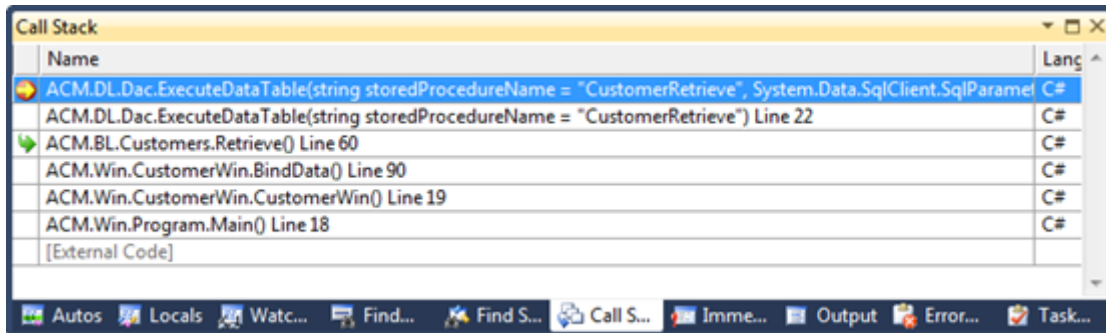 Call Stack
Name Lang
ACM.DL.Dac.ExecuteDataTable(string storedProcedureName = "CustomerRetrieve", System.Data.SqlClient.SqlParamet C#
ACM.DL.Dac.ExecuteDataTable(string storedProcedureName = "CustomerRetrieve") Line 22 C#
ACM.BL.Customers.Retrieve() Line 60 C#
ACM.Win.CustomerWin.BindData() Line 90 C#
ACM.Win.CustomerWin.CustomerWin() Line 19 C#
ACM.Win.Program.Main() Line 18 C#
[External Code]
Autos Locals Watc... Find... Find S... Call S... Imme... Output Error... Task...